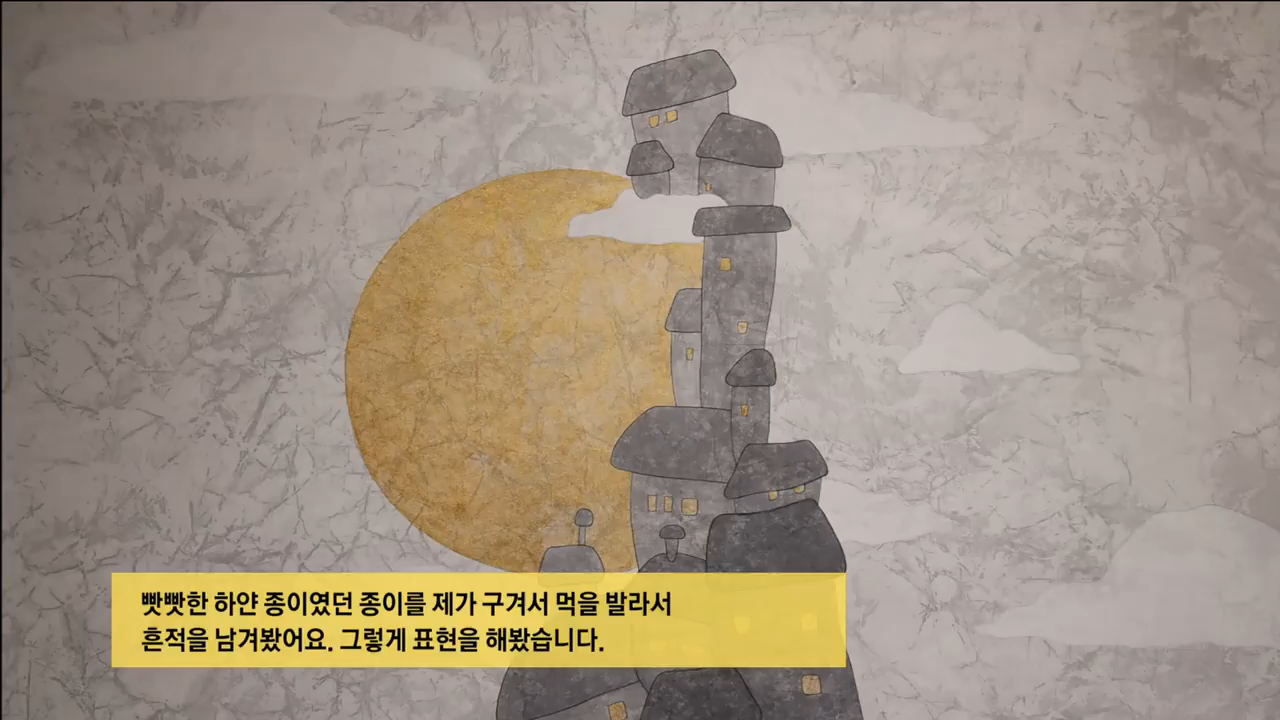 빳빳한 하얀 종이였던 종이를 제가 구겨서 먹을 발라서
흔적을 남겨봤어요. 그렇게 표현을 해봤습니다.